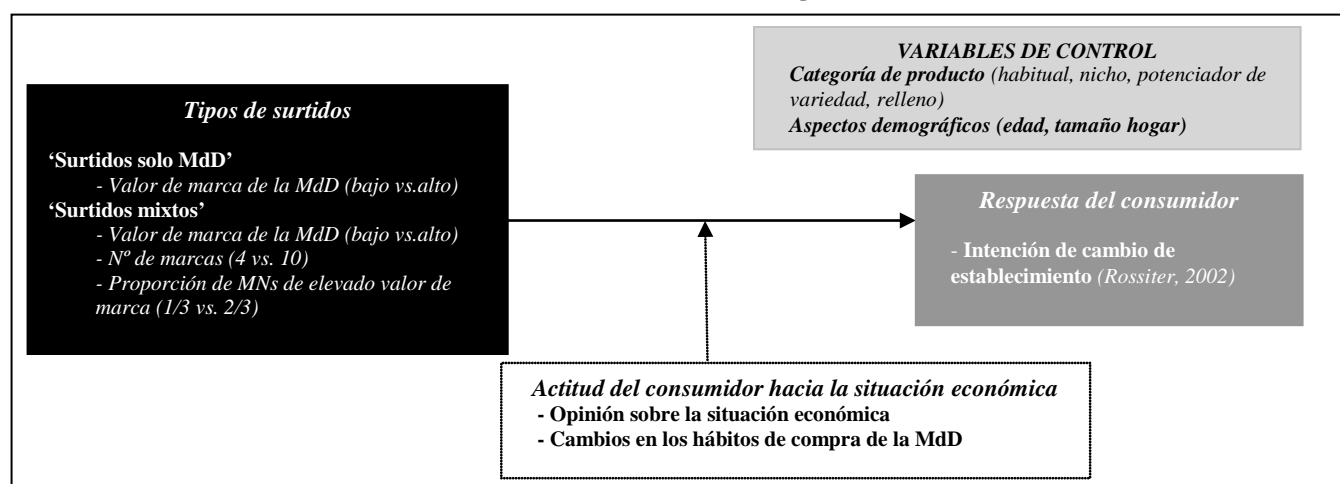 VARIABLES DE CONTROL
Categoría de producto (habitual, nicho, potenciador de
variedad, relleno)
Aspectos demográficos (edad, tamaño hogar)
Tipos de surtidos
‘Surtidos solo MdD’
- Valor de marca de la MdD (bajo vs.alto)
‘Surtidos mixtos’
- Valor de marca de la MdD (bajo vs.alto)
- Nº de marcas (4 vs. 10)
- Proporción de MNs de elevado valor de
marca (1/3 vs. 2/3)
Respuesta del consumidor
- Intención de cambio de
establecimiento (Rossiter, 2002)
Actitud del consumidor hacia la situación económica
- Opinión sobre la situación económica
- Cambios en los hábitos de compra de la MdD